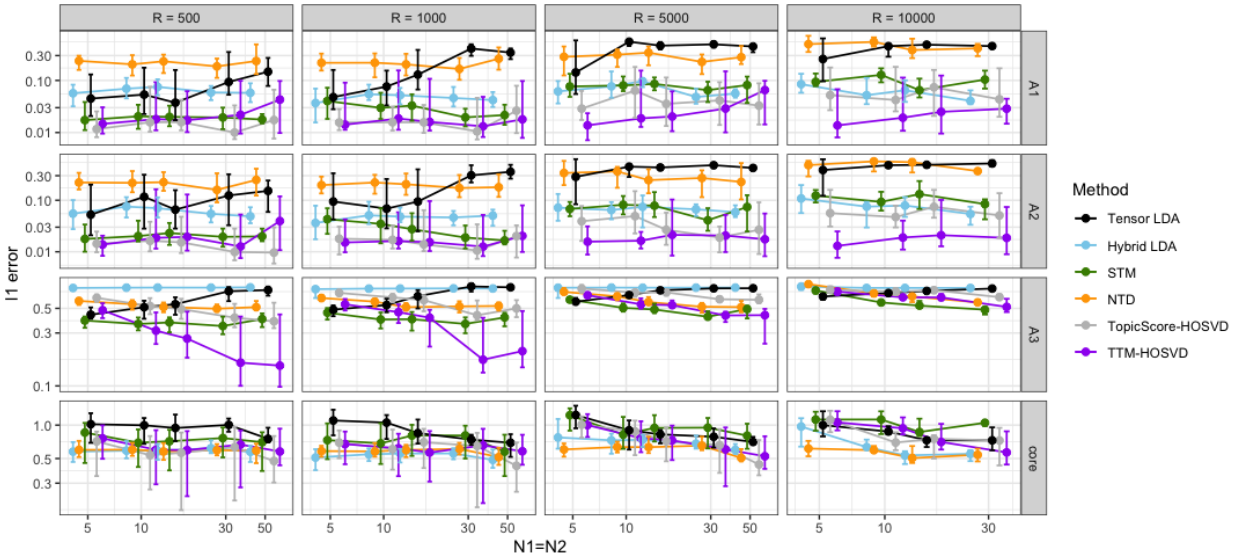 R = 500
R = 1000
R = 5000
R = 10000
l1 error
0.30
0.10
0.03
0.01
A1
0.30
0.10
0.03
0.01
A2
0.5
0.3
0.1
A3
1.0
0.5
0.3
core
5 10 30 50
5 10 30 50
5 10 30 50
5 10 30
N1=N2
Method
Tensor LDA
Hybrid LDA
STM
NTD
TopicScore-HOSVD
TTM-HOSVD